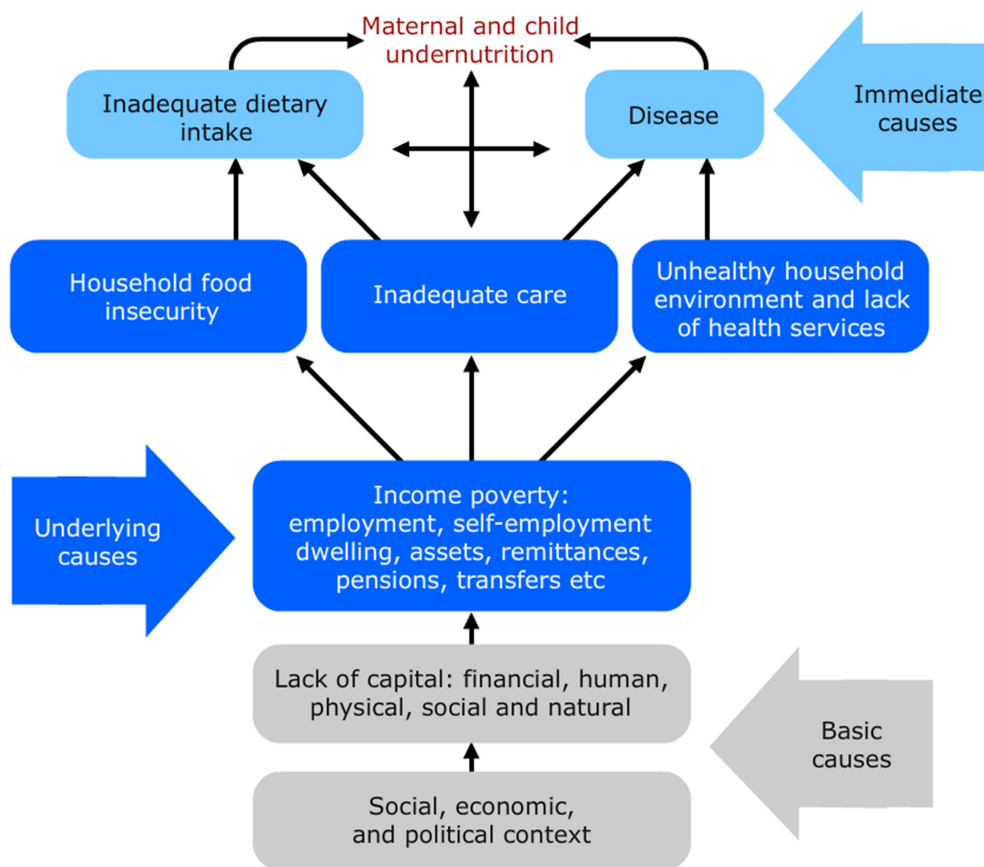 Maternal and child
undernutrition
Inadequate dietary
intake
Disease
Immediate
causes
Household food
insecurity
Inadequate care
Unhealthy household
environment and lack
of health services
Underlying
causes
Income poverty:
employment, self-employment
dwelling, assets, remittances,
pensions, transfers etc
Lack of capital: financial, human,
physical, social and natural
Basic
causes
Social, economic,
and political context